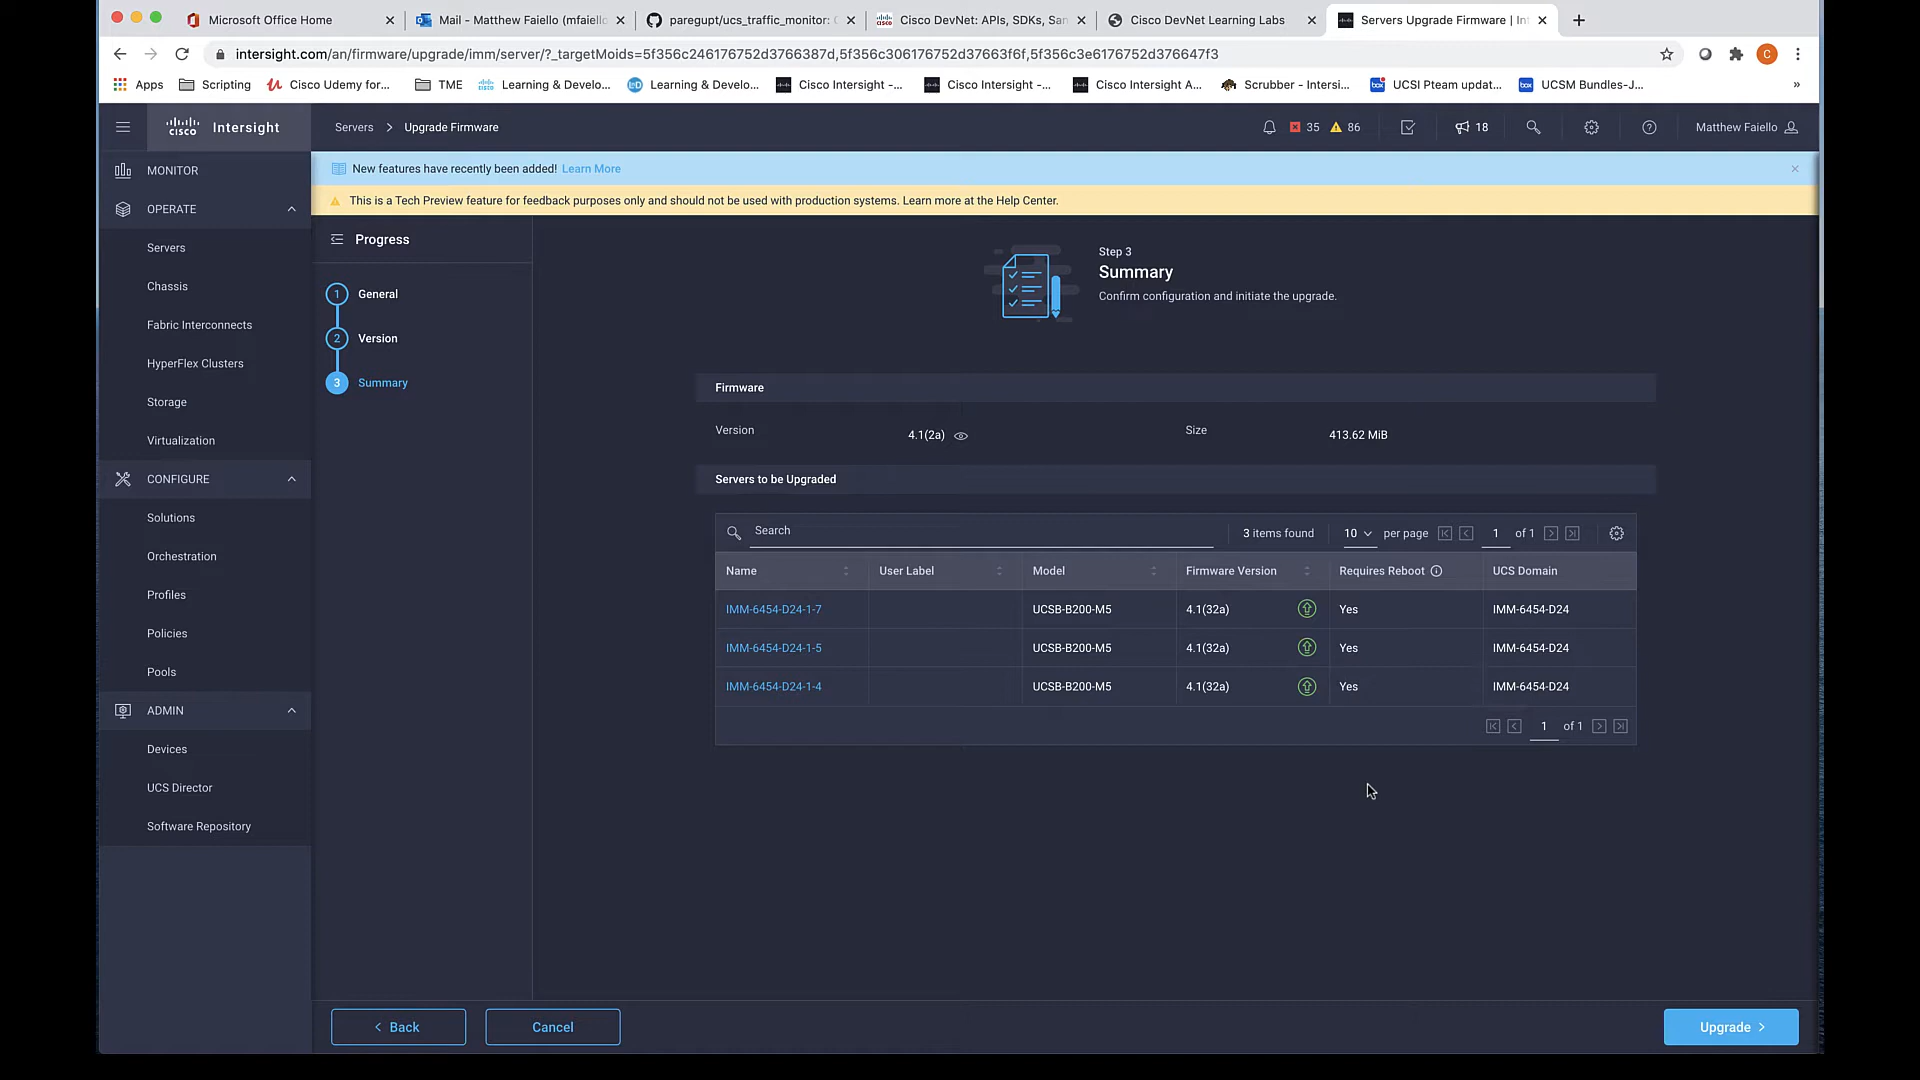 Microsoft Office Home
Mail - Matthew Faiello (mfaiello
paregupt/ucs_traffic_monitor: C
Cisco DevNet: APIs, SDKs, San
Cisco DevNet Learning Labs
Servers Upgrade Firmware | Int
intersight.com/an/firmware/upgrade/imm/server/?_targetMoids=5f356c246176752d3766387d,5f356c306176752d37663f6f,5f356c3e6176752d376647f3
C
Apps
Scripting
Cisco Udemy for...
TME
Learning & Develo...
Learning & Develo...
Cisco Intersight -...
Cisco Intersight -...
Cisco Intersight A...
Scrubber - Intersi...
UCSI Pteam updat...
UCSM Bundles-J...
»
cisco Intersight
Servers > Upgrade Firmware
35
86
18
Matthew Faiello
MONITOR
OPERATE
Servers
Chassis
Fabric Interconnects
HyperFlex Clusters
Storage
Virtualization
CONFIGURE
Solutions
Orchestration
Profiles
Policies
Pools
ADMIN
Devices
UCS Director
Software Repository
New features have recently been added! Learn More
This is a Tech Preview feature for feedback purposes only and should not be used with production systems. Learn more at the Help Center.
Progress
1 General
2 Version
3 Summary
Step 3
Summary
Confirm configuration and initiate the upgrade.
Firmware
Version 4.1(2a) Size 413.62 MiB
Servers to be Upgraded
Search 3 items found 10 per page 1 of 1
Name User Label Model Firmware Version Requires Reboot UCS Domain
IMM-6454-D24-1-7 UCSB-B200-M5 4.1(32a) Yes IMM-6454-D24
IMM-6454-D24-1-5 UCSB-B200-M5 4.1(32a) Yes IMM-6454-D24
IMM-6454-D24-1-4 UCSB-B200-M5 4.1(32a) Yes IMM-6454-D24
1 of 1
< Back
Cancel
Upgrade >